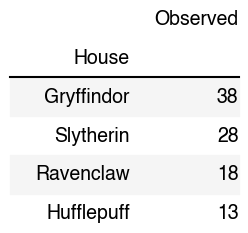 Observed
House
Gryffindor 38
Slytherin 28
Ravenclaw 18
Hufflepuff 13